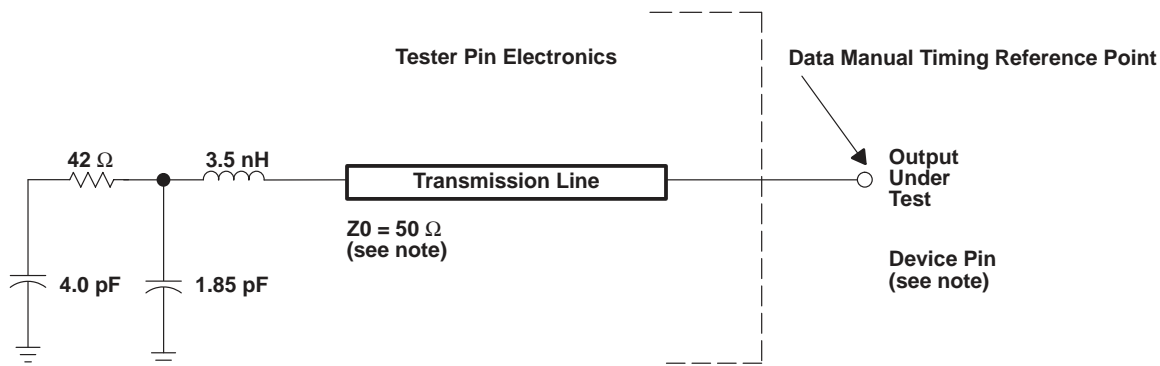 Tester Pin Electronics
Data Manual Timing Reference Point
42 Ω
3.5 nH
Transmission Line
Output
Under
Test
Z0 = 50 Ω
(see note)
Device Pin
(see note)
4.0 pF
1.85 pF